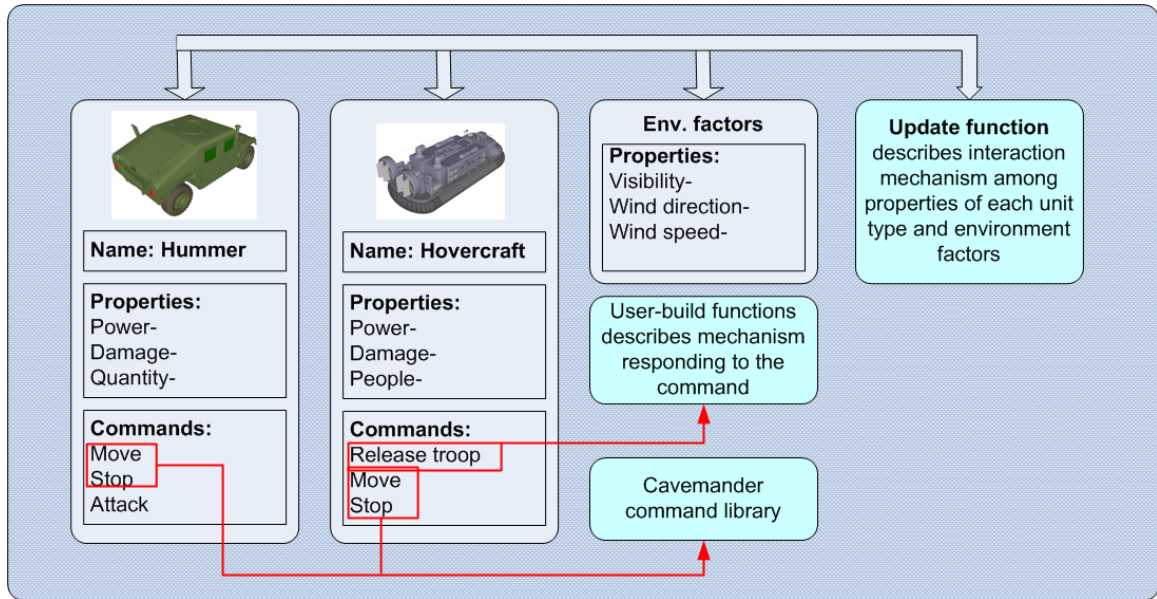 Name: Hummer
Properties:
Power-
Damage-
Quantity-
Commands:
Move
Stop
Attack
Name: Hovercraft
Properties:
Power-
Damage-
People-
Commands:
Release troop
Move
Stop
Env. factors
Properties:
Visibility-
Wind direction-
Wind speed-
User-build functions
describes mechanism
responding to the
command
Cavemander
command library
Update function
describes interaction
mechanism among
properties of each unit
type and environment
factors